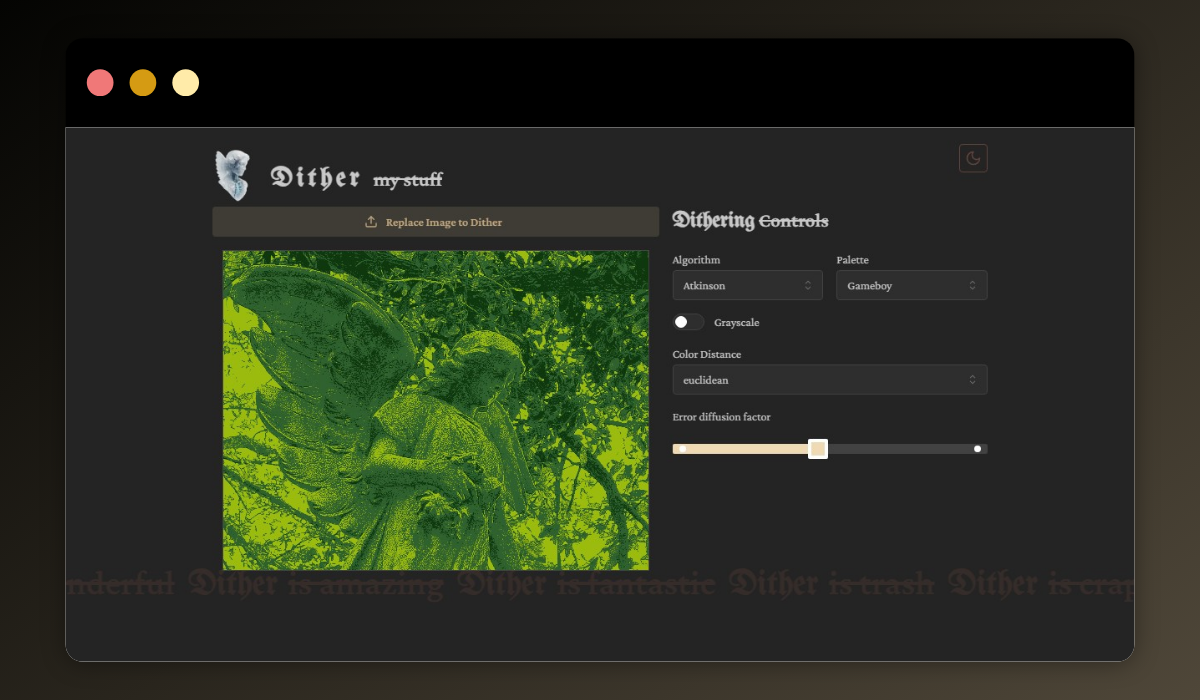 Dither my stuff
Replace Image to Dither
Dithering Controls
Algorithm
Palette
Atkinson
Gameboy
Grayscale
Color Distance
euclidean
Error diffusion factor
nderful Dither is amazing Dither is fantastic Dither is trash Dither is crap